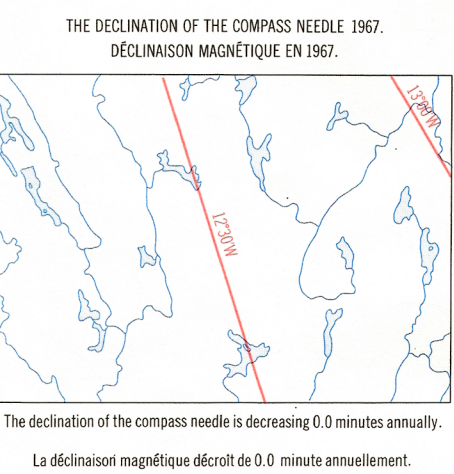 THE DECLINATION OF THE COMPASS NEEDLE 1967.
DÉCLINAISON MAGNÉTIQUE EN 1967.
13°00'W
12°30'W
The declination of the compass needle is decreasing 0.0 minutes annually.
La déclinaison magnétique décroît de 0.0 minute annuellement.